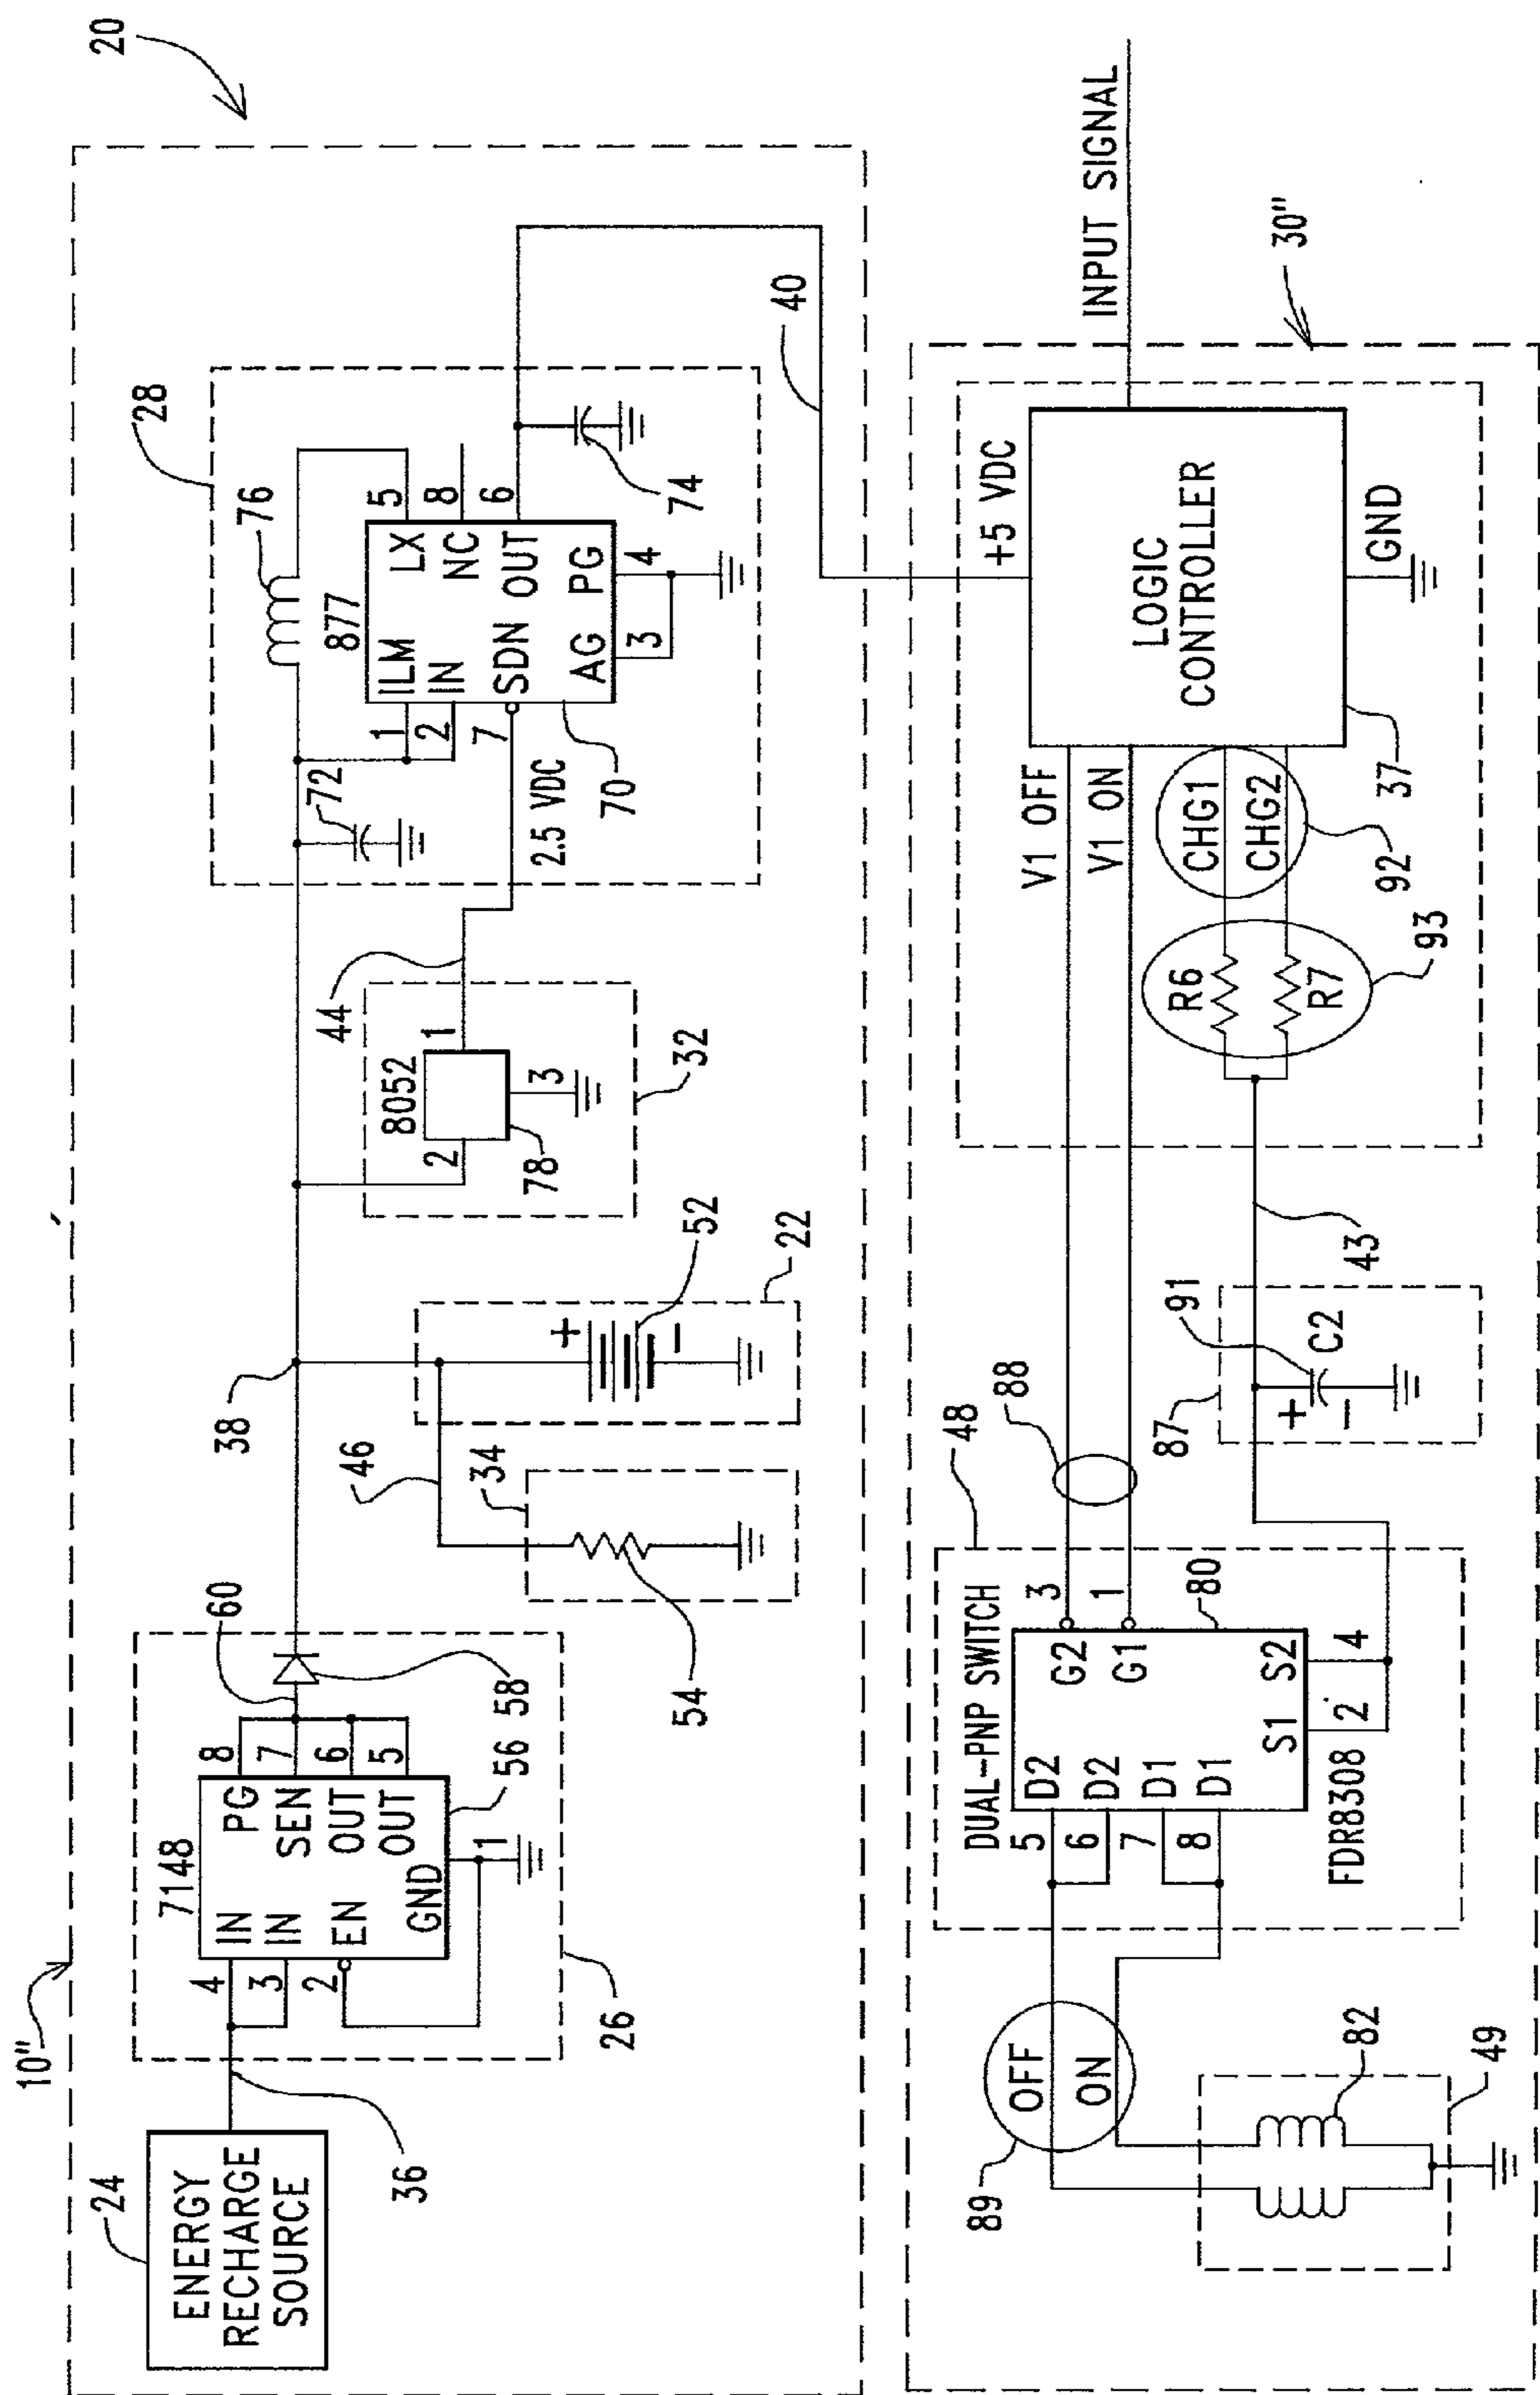 20
10"
24
ENERGY
RECHARGE
SOURCE
36
7148
4
IN
PG
8
3
IN
SEN
7
2
EN
OUT
6
OUT
5
GND
1
56
26
60
58
38
46
34
54
22
52
+
−
8052
2
1
3
78
32
44
28
76
72
877
1
ILM
LX
5
2
IN
NC
8
7
SDN
OUT
6
AG
PG
3
4
2.5 VDC
70
74
40
30"
INPUT SIGNAL
+5 VDC
LOGIC
CONTROLLER
GND
37
V1 OFF
V1 ON
CHG1
CHG2
92
R6
R7
93
43
91
87
+
−
C2
88
48
DUAL-PNP SWITCH
5
D2
G2
3
6
D2
G1
1
7
D1
8
D1
S1
S2
2
4
80
FDR8308
OFF
ON
89
82
49